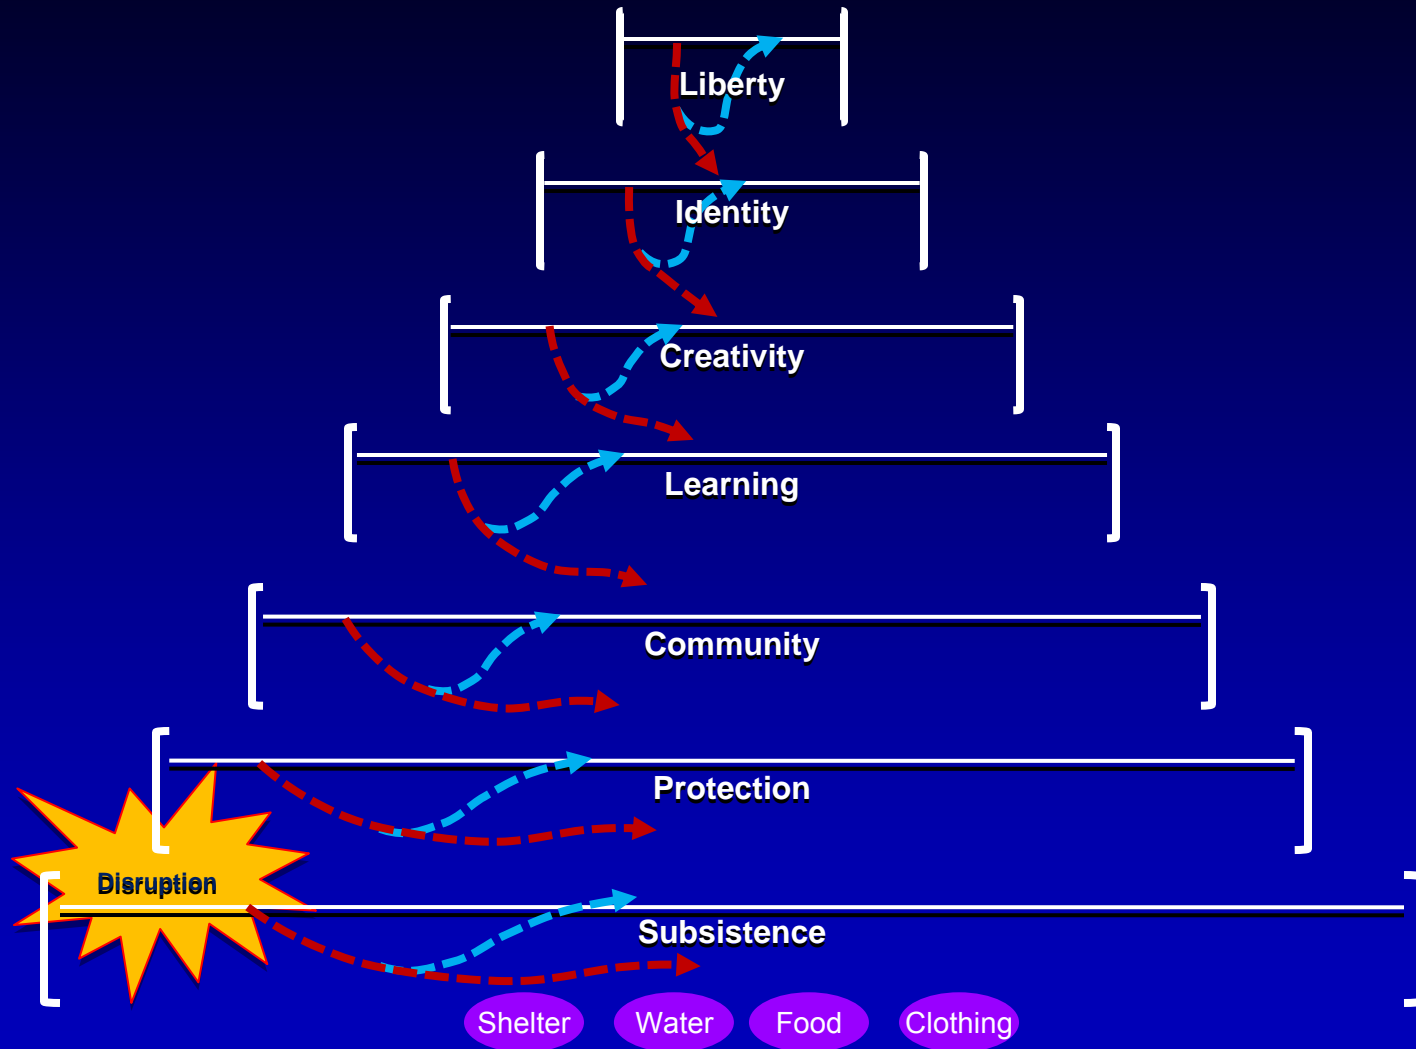 Liberty
Identity
Creativity
Learning
Community
Protection
Disruption
Subsistence
Shelter
Water
Food
Clothing